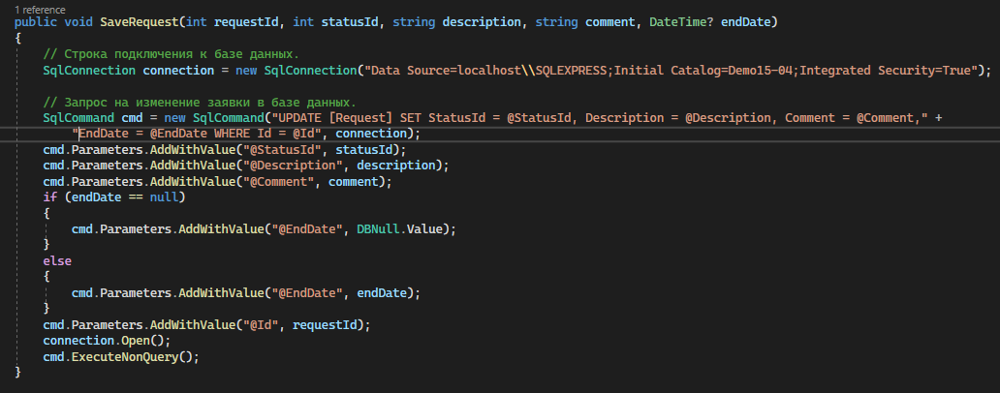 1 reference
public void SaveRequest(int requestId, int statusId, string description, string comment, DateTime? endDate)
{
// Строка подключения к базе данных.
SqlConnection connection = new SqlConnection("Data Source=localhost\\SQLEXPRESS;Initial Catalog=Demo15-04;Integrated Security=True");
// Запрос на изменение заявки в базе данных.
SqlCommand cmd = new SqlCommand("UPDATE [Request] SET StatusId = @StatusId, Description = @Description, Comment = @Comment," +
"EndDate = @EndDate WHERE Id = @Id", connection);
cmd.Parameters.AddWithValue("@StatusId", statusId);
cmd.Parameters.AddWithValue("@Description", description);
cmd.Parameters.AddWithValue("@Comment", comment);
if (endDate == null)
{
cmd.Parameters.AddWithValue("@EndDate", DBNull.Value);
}
else
{
cmd.Parameters.AddWithValue("@EndDate", endDate);
}
cmd.Parameters.AddWithValue("@Id", requestId);
connection.Open();
cmd.ExecuteNonQuery();
}